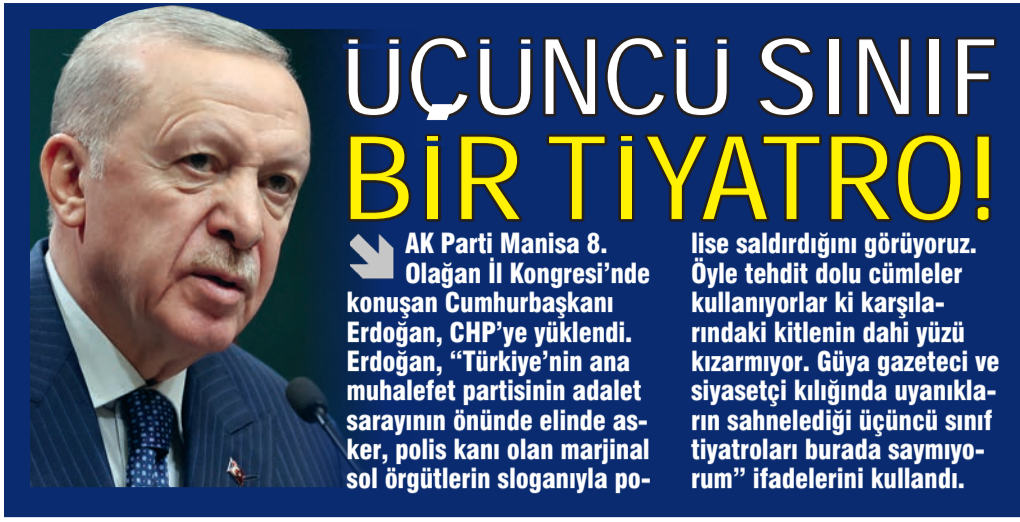 ÜÇÜNCÜ SINIF
BİR TİYATRO!
AK Parti Manisa 8.
Olağan İl Kongresi'nde
konuşan Cumhurbaşkanı
Erdoğan, CHP'ye yüklendi.
Erdoğan, “Türkiye'nin ana
muhalefet partisinin adalet
sarayının önünde elinde as-
ker, polis kanı olan marjinal
sol örgütlerin sloganıyla po-
lise saldırdığını görüyoruz.
Öyle tehdit dolu cümleler
kullanıyorlar ki karşıla-
rındaki kitlenin dahi yüzü
kızarmıyor. Güya gazeteci ve
siyasetçi kılığında uyanıkla-
rın sahnelediği üçüncü sınıf
tiyatroları burada saymıyo-
rum” ifadelerini kullandı.